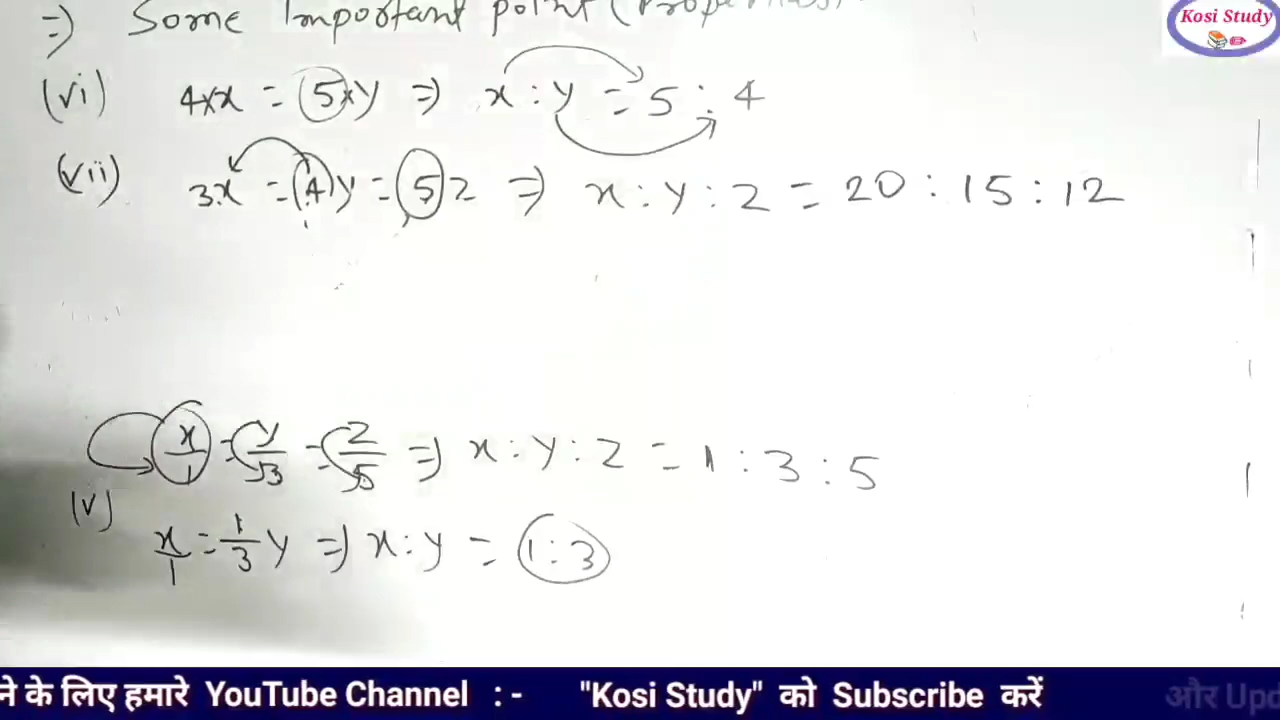 =) Some Important point (Properties)
Kosi Study
(vi) 4×x = 5×y => x : y = 5 : 4
(vii) 3x = 4y = 5z => x : y : z = 20 : 15 : 12
x/1 = y/3 = z/5 => x : y : z = 1 : 3 : 5
(v) x/1 = 1/3 y => x : y = 1 : 3
ने के लिए हमारे YouTube Channel : - "Kosi Study" को Subscribe करें और